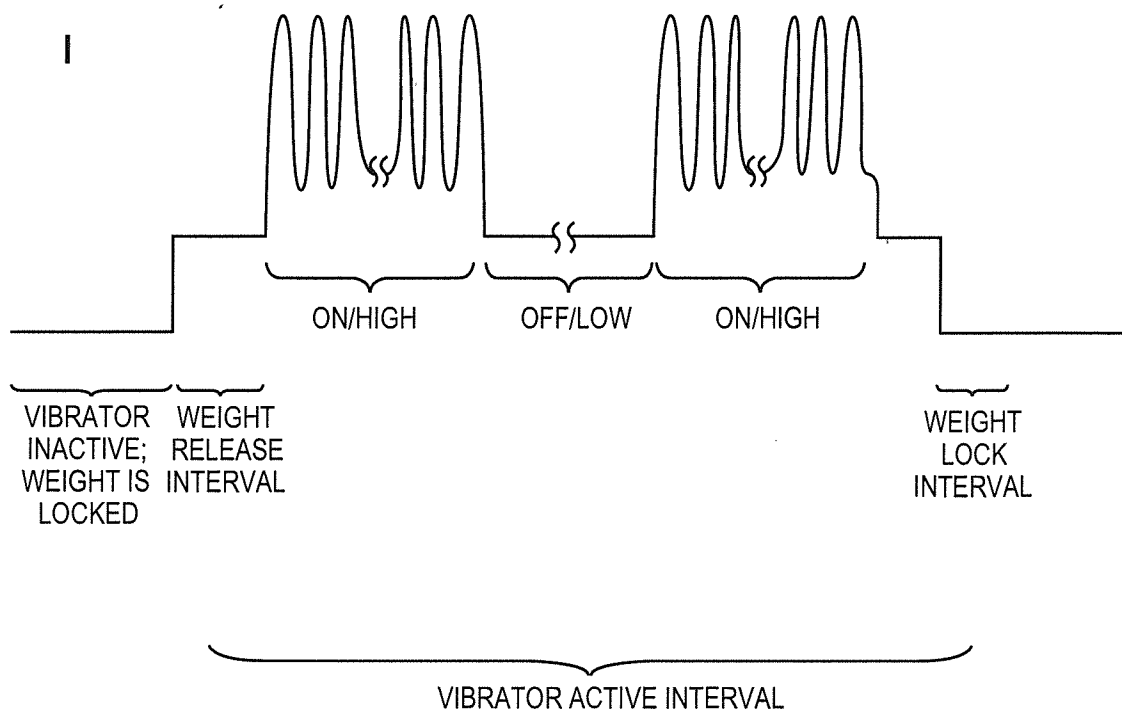 I
ON/HIGH
OFF/LOW
ON/HIGH
VIBRATOR
INACTIVE;
WEIGHT IS
LOCKED
WEIGHT
RELEASE
INTERVAL
WEIGHT
LOCK
INTERVAL
VIBRATOR ACTIVE INTERVAL